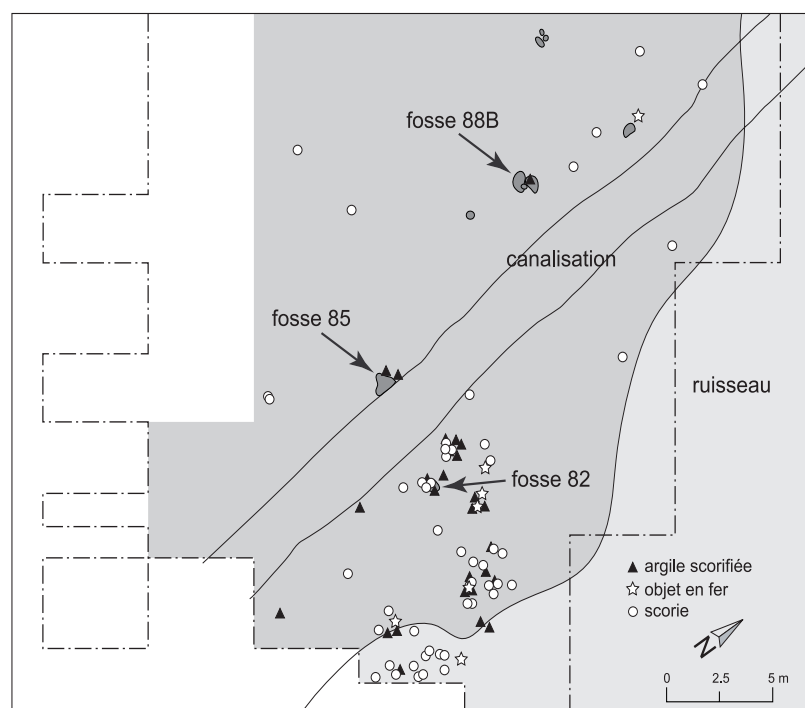 fosse 88B
canalisation
fosse 85
ruisseau
fosse 82
argile scorifiée
objet en fer
scorie
N
0 2.5 5 m